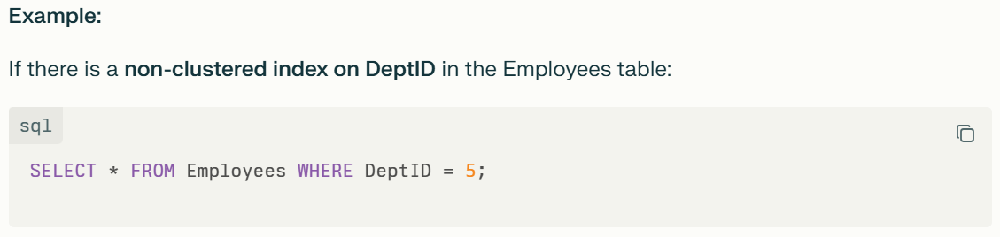 Example:
If there is a non-clustered index on DeptID in the Employees table:
sql
SELECT * FROM Employees WHERE DeptID = 5;